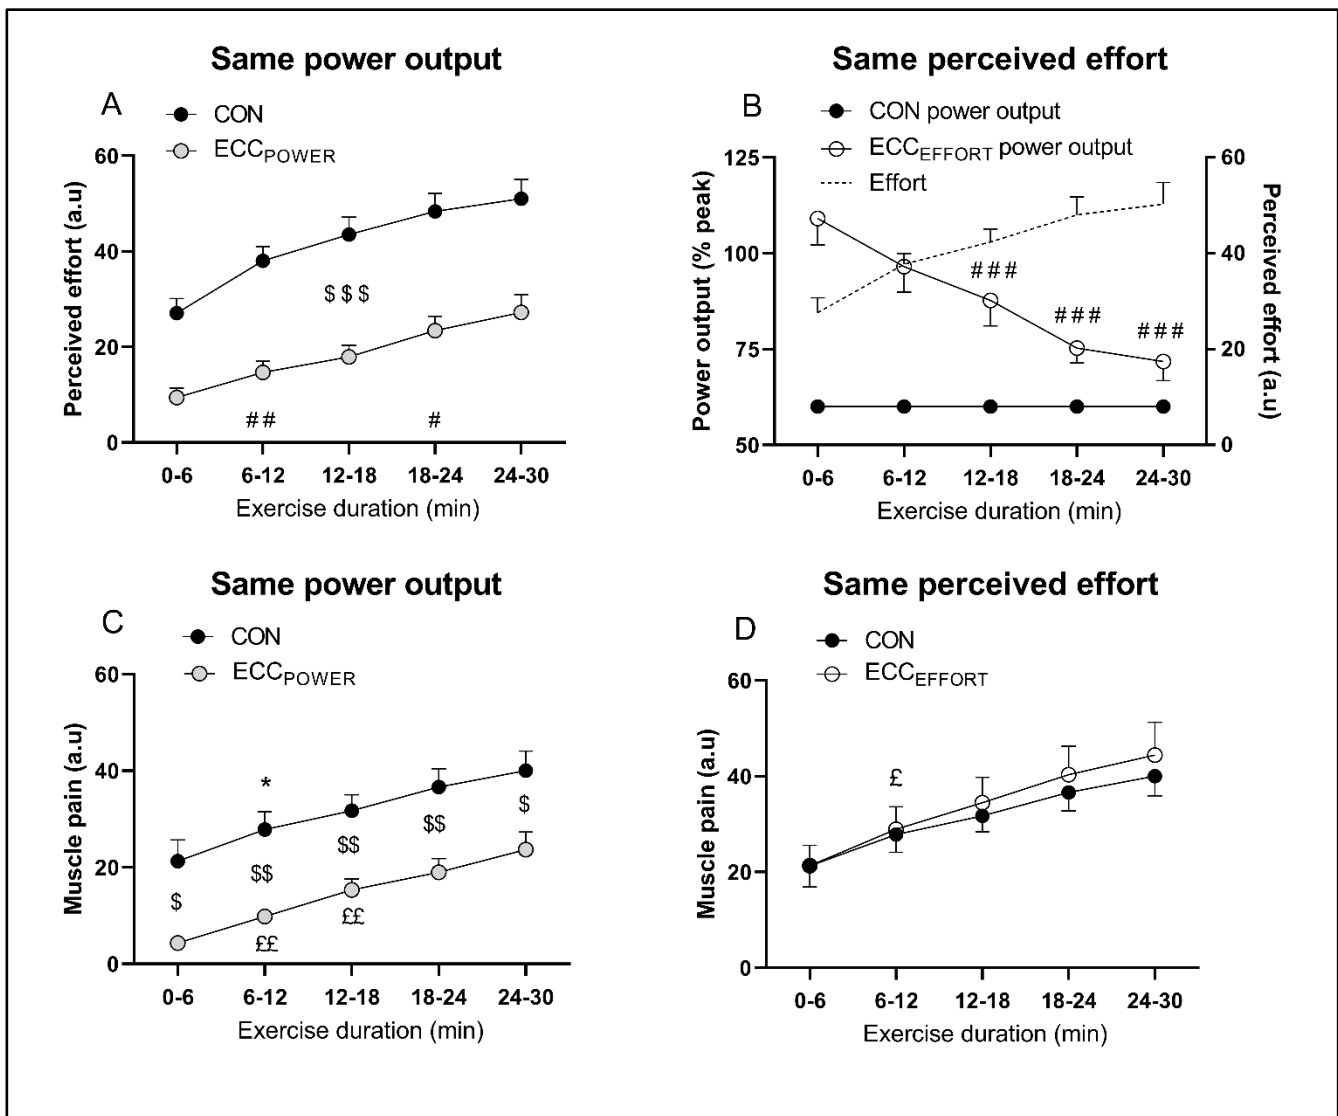 Same power output
A
CON
ECCPOWER
Perceived effort (a.u)
60
40
20
0
$$$
##
#
0-6 6-12 12-18 18-24 24-30
Exercise duration (min)
Same perceived effort
B
CON power output
ECCEFFORT power output
Effort
Power output (% peak)
125
100
75
50
###
###
###
60
40
20
0
Perceived effort (a.u)
0-6 6-12 12-18 18-24 24-30
Exercise duration (min)
Same power output
C
CON
ECCPOWER
Muscle pain (a.u)
60
40
20
0
*
$
$$
$$
$$
$
££
££
0-6 6-12 12-18 18-24 24-30
Exercise duration (min)
Same perceived effort
D
CON
ECCEFFORT
Muscle pain (a.u)
60
40
20
0
£
0-6 6-12 12-18 18-24 24-30
Exercise duration (min)